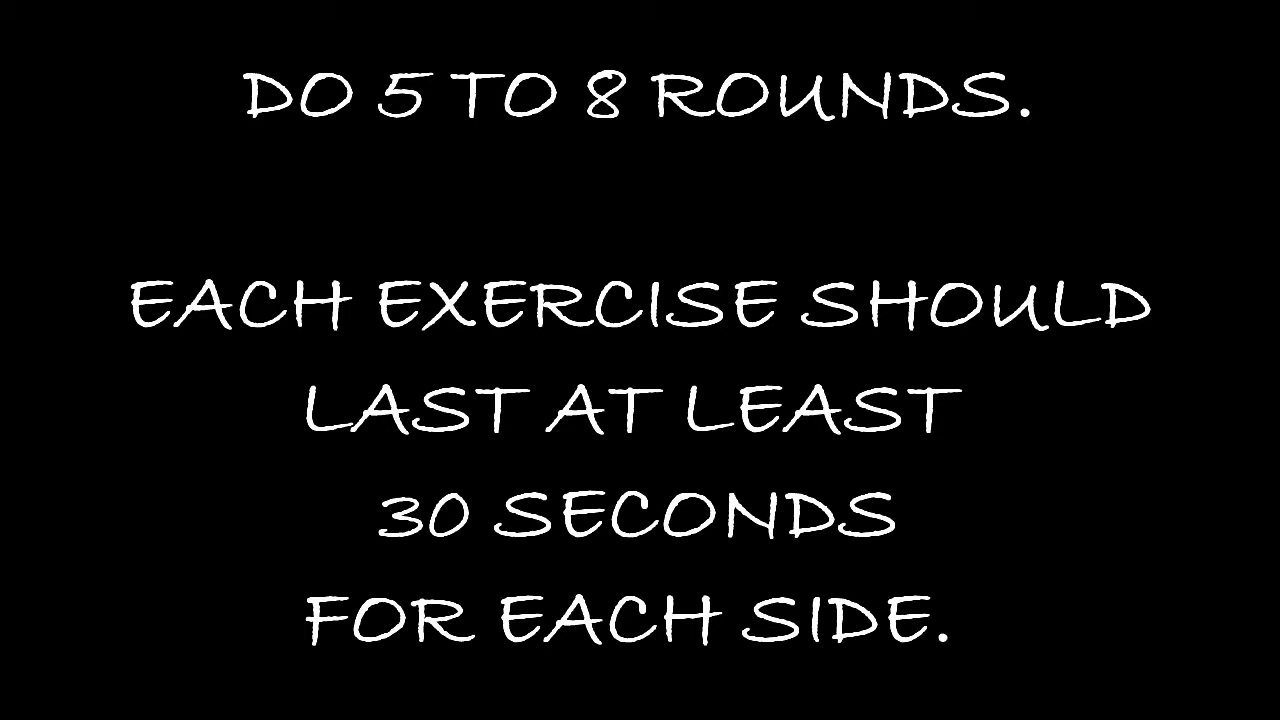 DO 5 TO 8 ROUNDS.
EACH EXERCISE SHOULD
LAST AT LEAST
30 SECONDS
FOR EACH SIDE.